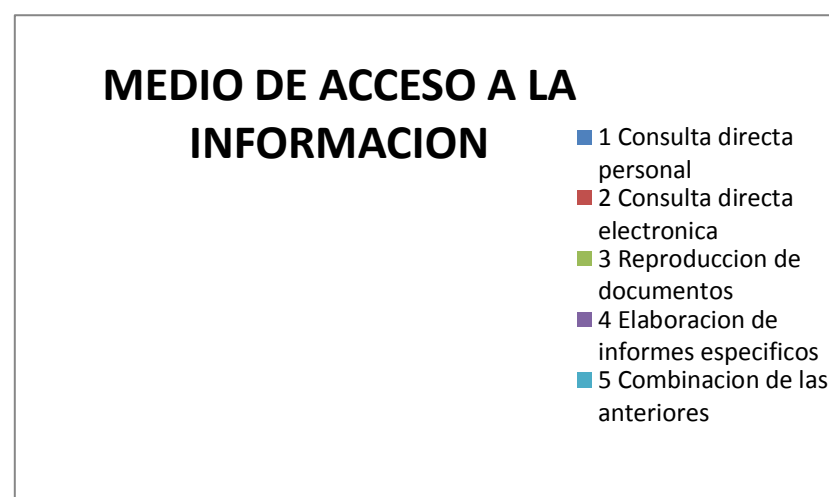 MEDIO DE ACCESO A LA
INFORMACION
1 Consulta directa
personal
2 Consulta directa
electronica
3 Reproduccion de
documentos
4 Elaboracion de
informes especificos
5 Combinacion de las
anteriores